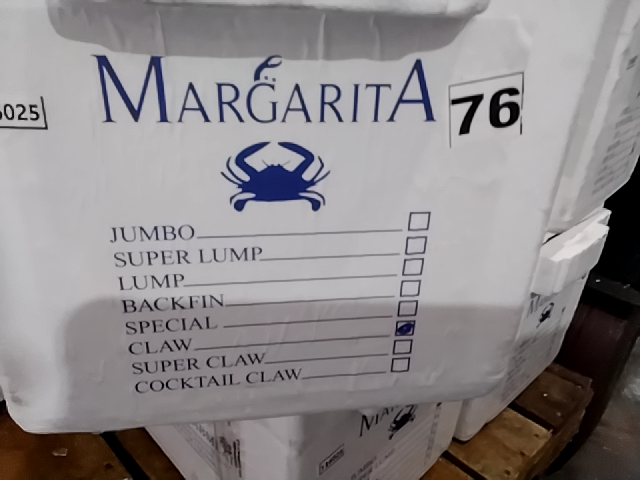 MARGARITA
76
6025
JUMBO
SUPER LUMP
LUMP
BACKFIN
SPECIAL
CLAW
SUPER CLAW
COCKTAIL CLAW